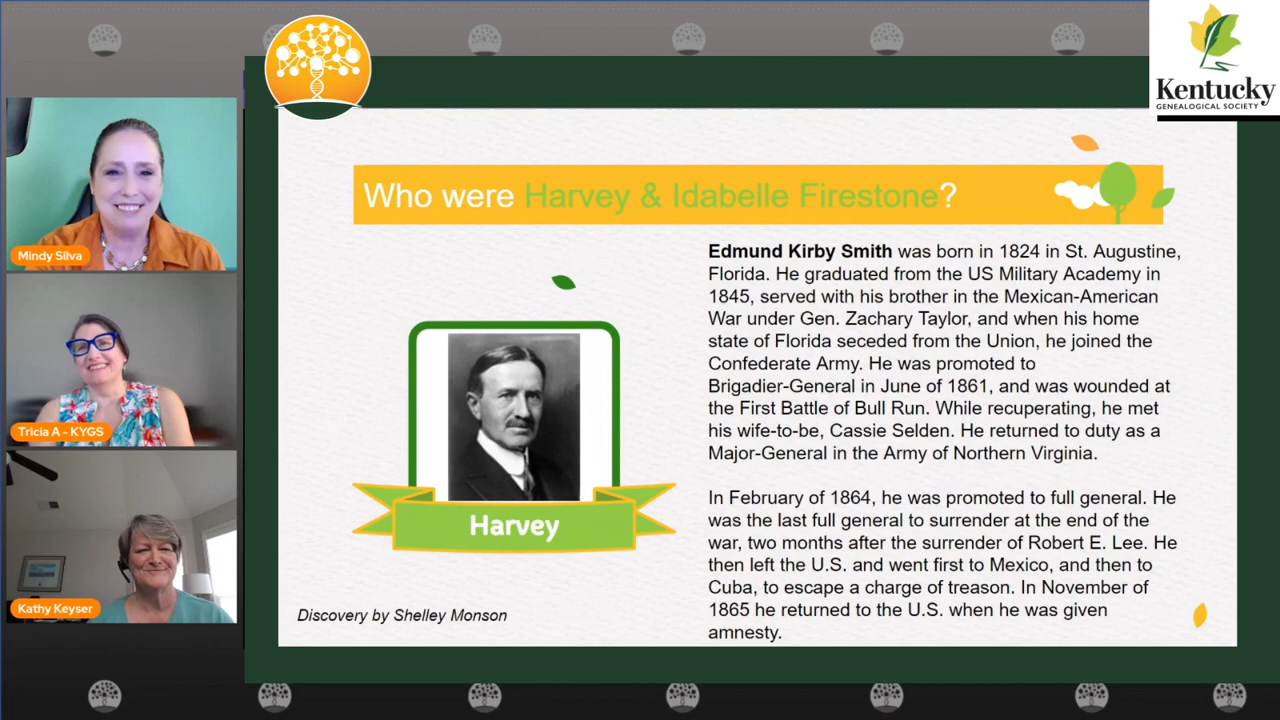 Kentucky
GENEALOGICAL SOCIETY
Who were Harvey & Idabelle Firestone?
Mindy Silva
Tricia A - KYGS
Kathy Keyser
Harvey
Discovery by Shelley Monson
Edmund Kirby Smith was born in 1824 in St. Augustine,
Florida. He graduated from the US Military Academy in
1845, served with his brother in the Mexican-American
War under Gen. Zachary Taylor, and when his home
state of Florida seceded from the Union, he joined the
Confederate Army. He was promoted to
Brigadier-General in June of 1861, and was wounded at
the First Battle of Bull Run. While recuperating, he met
his wife-to-be, Cassie Selden. He returned to duty as a
Major-General in the Army of Northern Virginia.
In February of 1864, he was promoted to full general. He
was the last full general to surrender at the end of the
war, two months after the surrender of Robert E. Lee. He
then left the U.S. and went first to Mexico, and then to
Cuba, to escape a charge of treason. In November of
1865 he returned to the U.S. when he was given
amnesty.